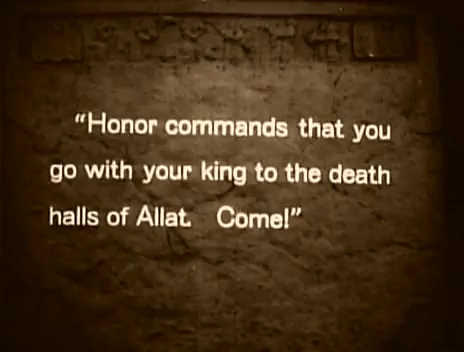 "Honor commands that you
go with your king to the death
halls of Allat. Come!"